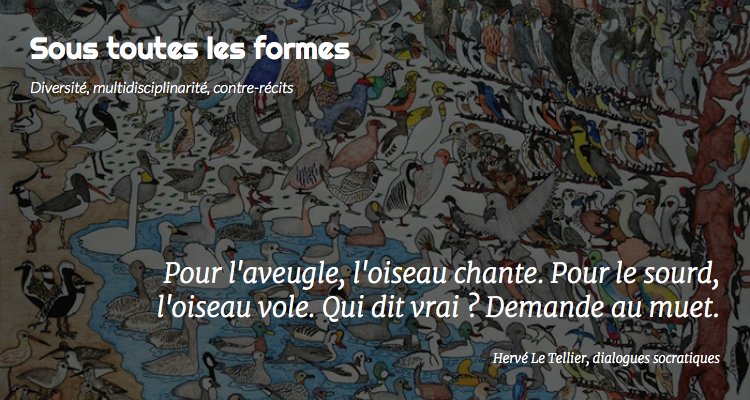 Sous toutes les formes
Diversité, multidisciplinarité, contre-récits
Pour l'aveugle, l'oiseau chante. Pour le sourd,
l'oiseau vole. Qui dit vrai ? Demande au muet.
Hervé Le Tellier, dialogues socratiques